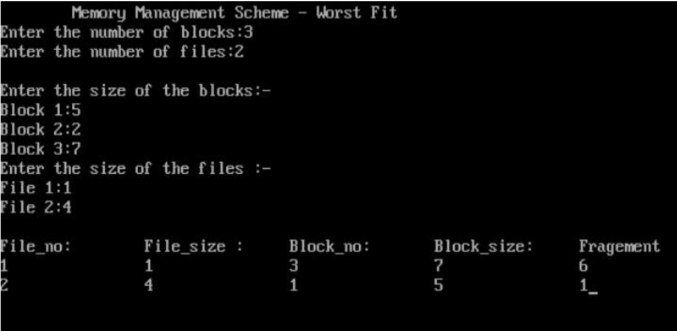 Memory Management Scheme - Worst Fit
Enter the number of blocks:3
Enter the number of files:2
Enter the size of the blocks:-
Block 1:5
Block 2:2
Block 3:7
Enter the size of the files :-
File 1:1
File 2:4
File_no: File_size : Block_no: Block_size: Fragement
1 1 3 7 6
2 4 1 5 1_